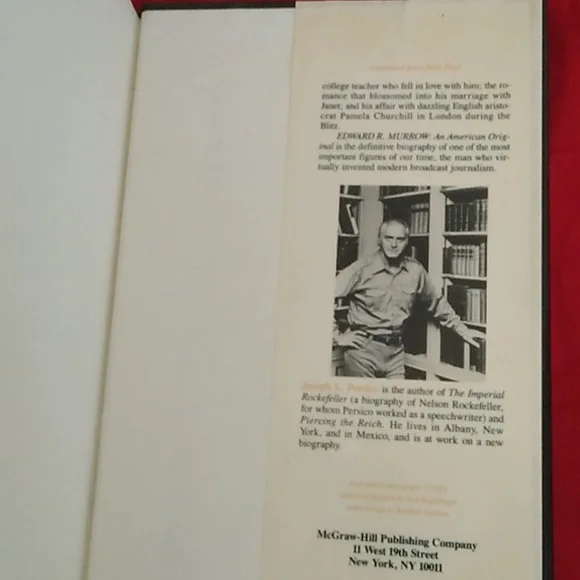 college teacher who fell in love with him; the ro-
mance that blossomed into his marriage with
Janet; and his affair with dazzling English aristo-
crat Pamela Churchill in London during the
Blitz.
EDWARD R. MURROW: An American Orig-
inal is the definitive biography of one of the most
important figures of our time, the man who vir-
tually invented modern broadcast journalism.
Joseph E. Persico is the author of The Imperial
Rockefeller (a biography of Nelson Rockefeller,
for whom Persico worked as a speechwriter) and
Piercing the Reich. He lives in Albany, New
York, and in Mexico, and is at work on a new
biography.
McGraw-Hill Publishing Company
11 West 19th Street
New York, NY 10011